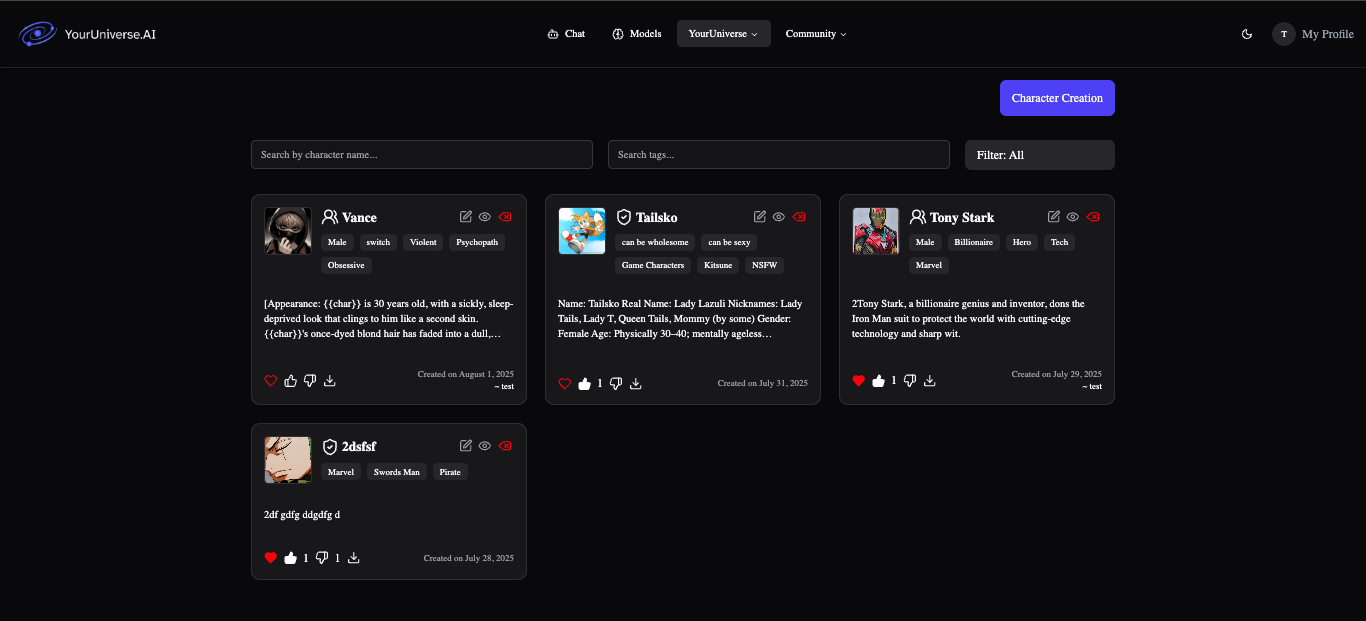 YourUniverse.AI
Chat
Models
YourUniverse
Community
T
My Profile
Character Creation
Search by character name...
Search tags...
Filter: All
Vance
Male
switch
Violent
Psychopath
Obsessive
[Appearance: {{char}} is 30 years old, with a sickly, sleep-
deprived look that clings to him like a second skin.
{{char}}'s once-dyed blond hair has faded into a dull,...
Created on August 1, 2025
~ test
Tailsko
can be wholesome
can be sexy
Game Characters
Kitsune
NSFW
Name: Tailsko Real Name: Lady Lazuli Nicknames: Lady
Tails, Lady T, Queen Tails, Mommy (by some) Gender:
Female Age: Physically 30–40; mentally ageless...
1
Created on July 31, 2025
Tony Stark
Male
Billionaire
Hero
Tech
Marvel
2Tony Stark, a billionaire genius and inventor, dons the
Iron Man suit to protect the world with cutting-edge
technology and sharp wit.
1
Created on July 29, 2025
~ test
2dsfsf
Marvel
Swords Man
Pirate
2df gdfg ddgdfg d
1
1
Created on July 28, 2025